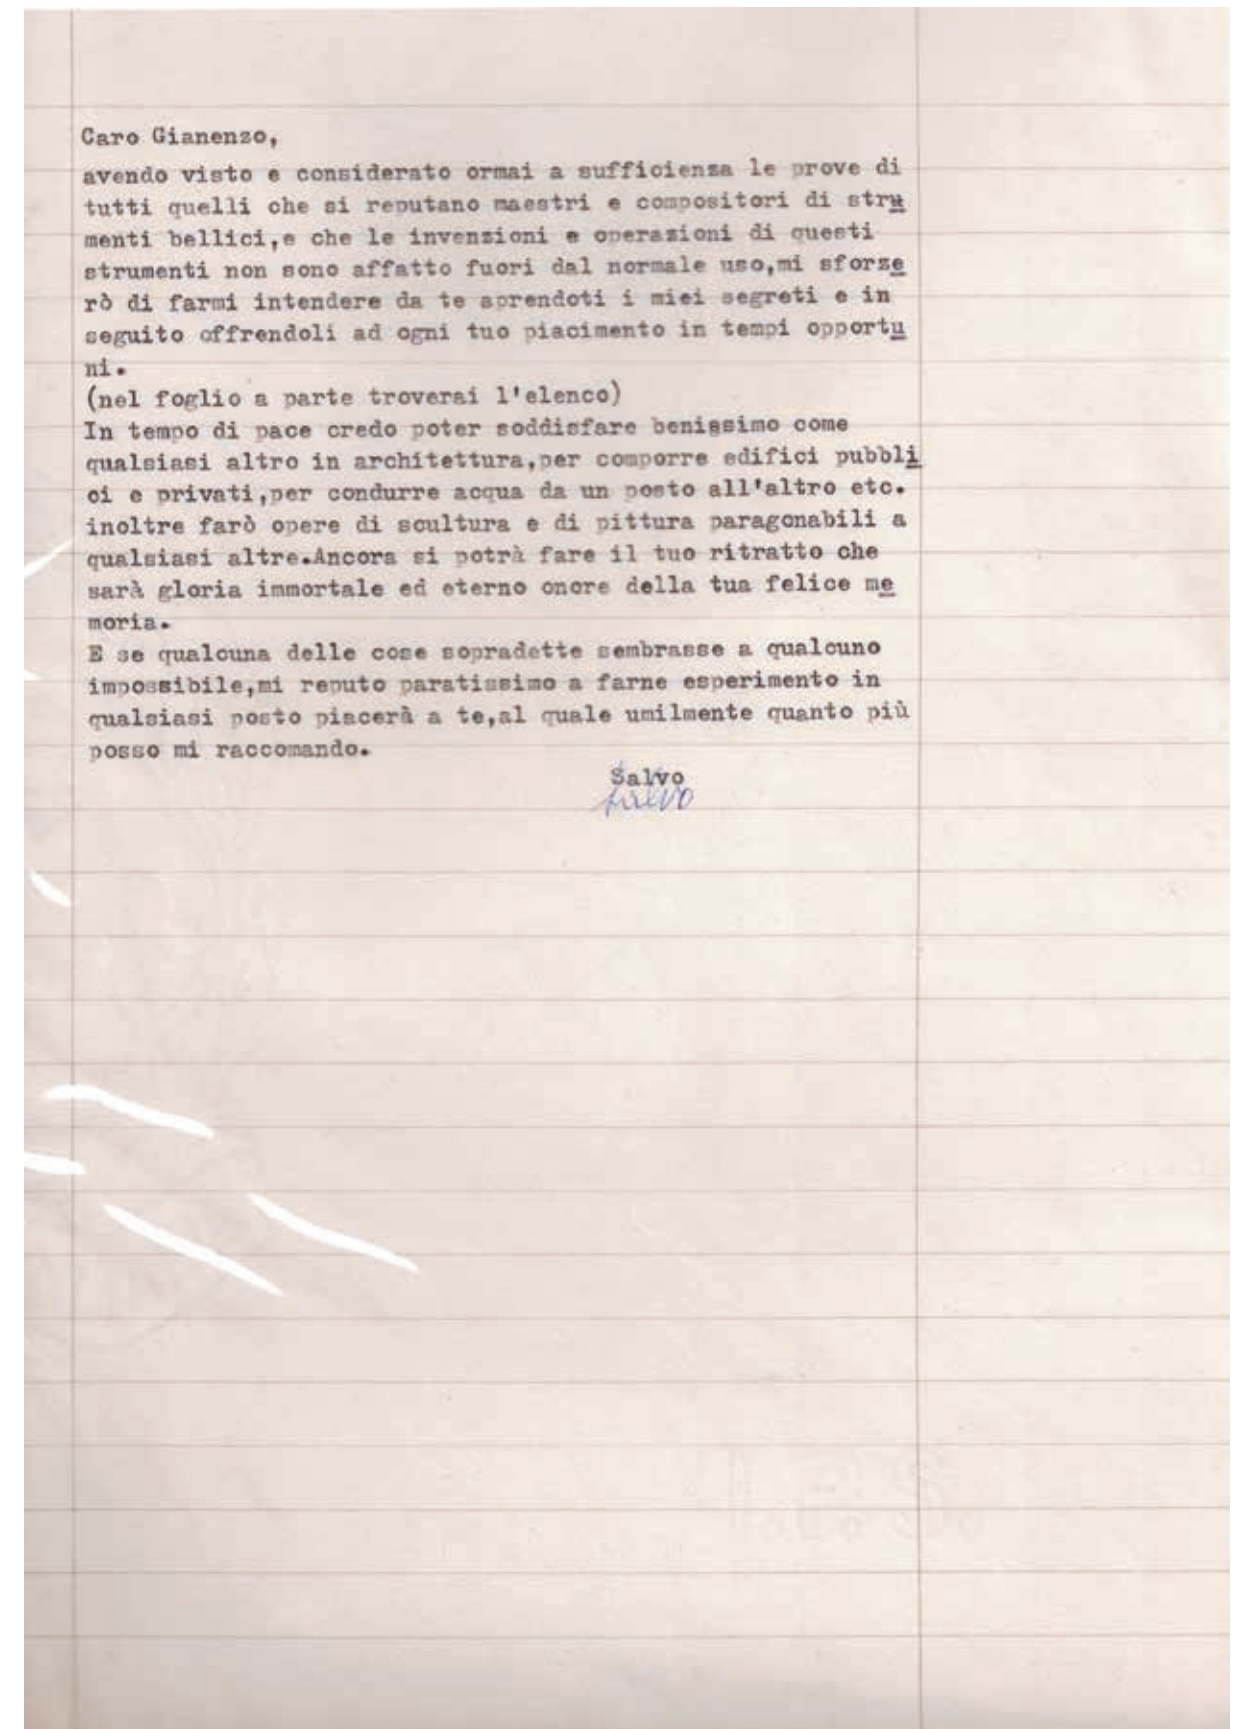 Caro Gianenzo,
avendo visto e considerato ormai a sufficienza le prove di
tutti quelli che si reputano maestri e compositori di stru
menti bellici,e che le invenzioni e operazioni di questi
strumenti non sono affatto fuori dal normale uso,mi sforze
rò di farmi intendere da te aprendoti i miei segreti e in
seguito offrendoli ad ogni tuo piacimento in tempi opportu
ni.
(nel foglio a parte troverai l'elenco)
In tempo di pace credo poter soddisfare benissimo come
qualsiasi altro in architettura,per comporre edifici pubbli
ci e privati,per condurre acqua da un posto all'altro etc.
inoltre farò opere di scultura e di pittura paragonabili a
qualsiasi altre.Ancora si potrà fare il tuo ritratto che
sarà gloria immortale ed eterno onore della tua felice me
moria.
E se qualcuna delle cose sopradette sembrasse a qualcuno
impossibile,mi reputo paratissimo a farne esperimento in
qualsiasi posto piacerà a te,al quale umilmente quanto più
posso mi raccomando.
Salvo
Salvo